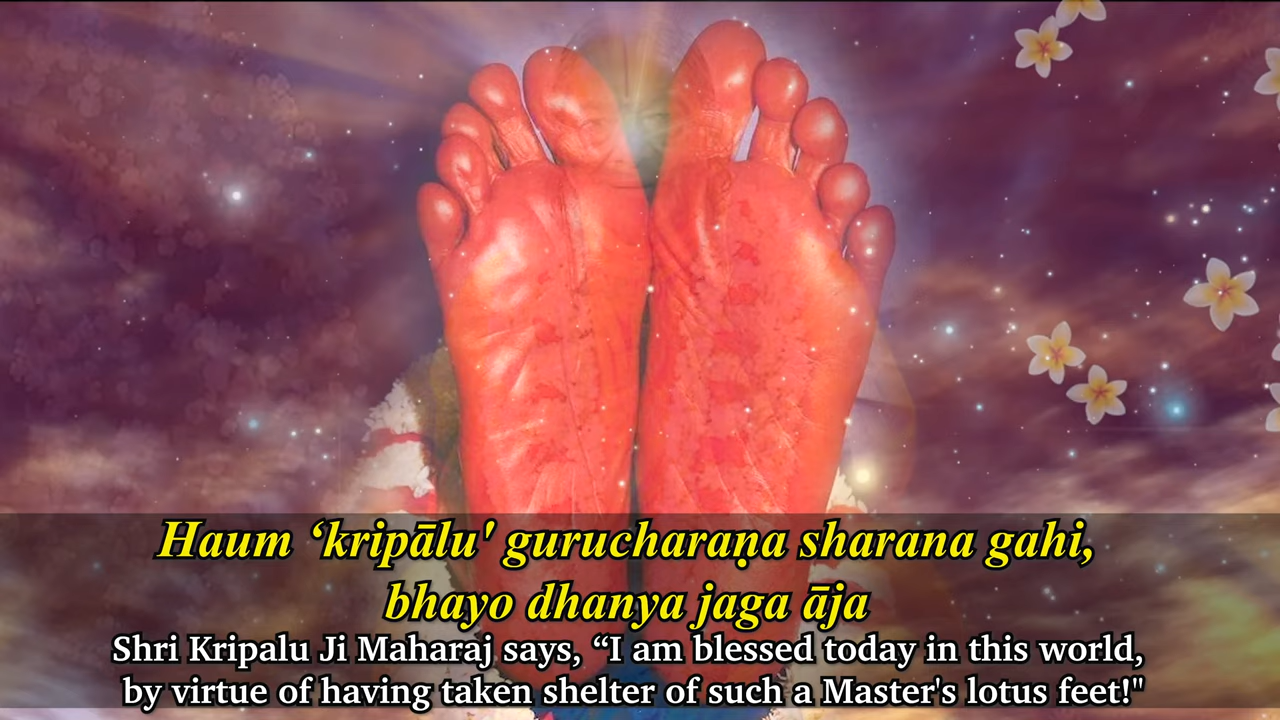 Haum ‘kripālu' gurucharaṇa sharana gahi,
bhayo dhanya jaga āja
Shri Kripalu Ji Maharaj says, “I am blessed today in this world,
by virtue of having taken shelter of such a Master's lotus feet!"